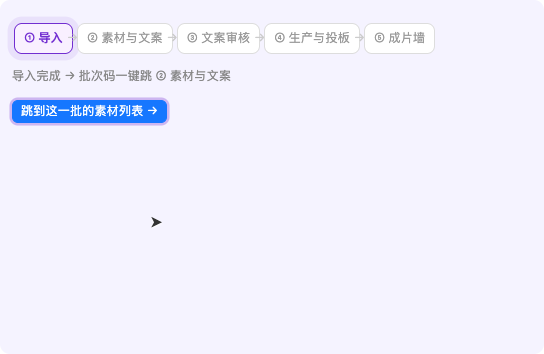 ① 导入 → ② 素材与文案 → ③ 文案审核 → ④ 生产与投板 → ⑤ 成片墙
导入完成 → 批次码一键跳 ② 素材与文案
跳到这一批的素材列表 →